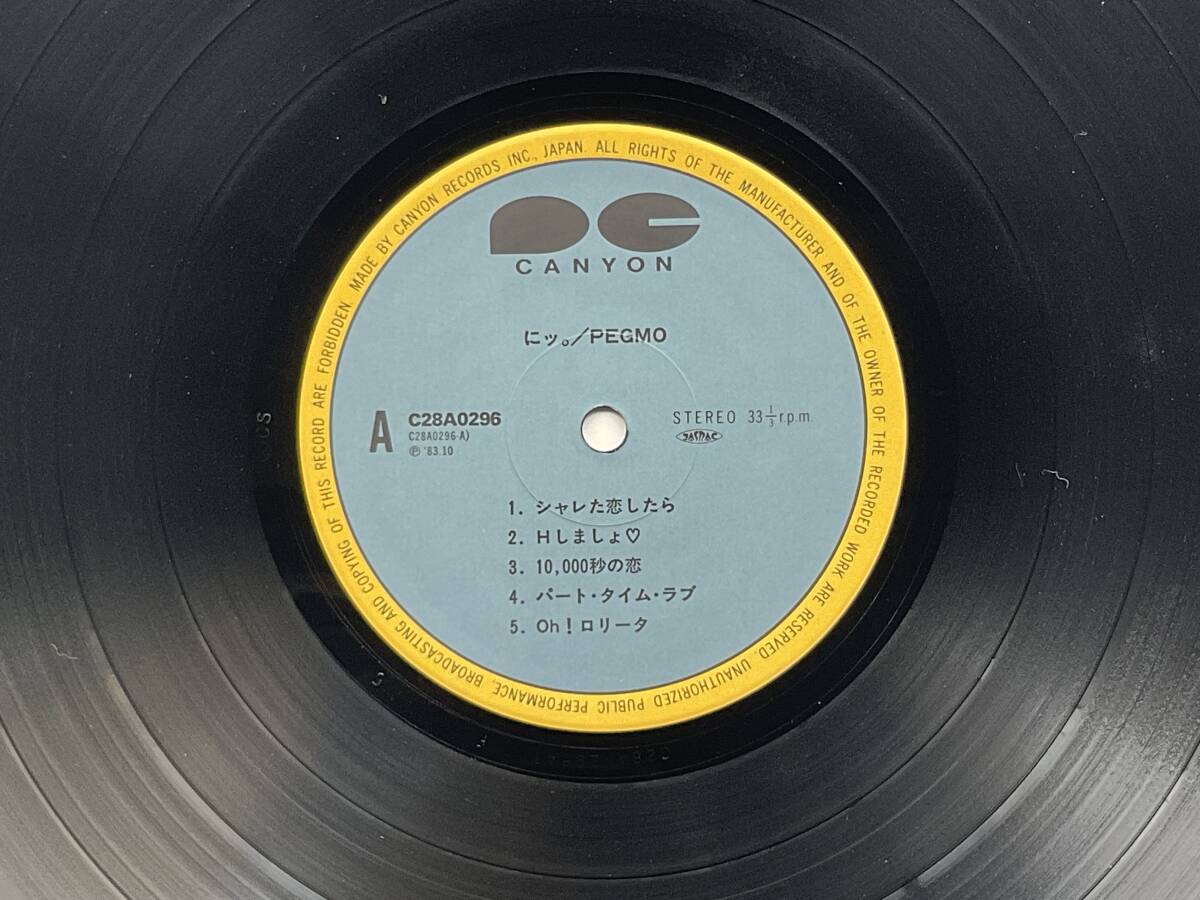 MADE BY CANYON RECORDS INC., JAPAN. ALL RIGHTS OF THE MANUFACTURER AND OF THE OWNER OF THE RECORDED WORK ARE RESERVED. UNAUTHORIZED PUBLIC PERFORMANCE, BROADCASTING AND COPYING OF THIS RECORD ARE FORBIDDEN.
CANYON
にッ。/PEGMO
A
C28A0296
C28A0296-A)
Ⓟ '83.10
STEREO 33 1/3 r.p.m.
JASRAC
1. シャレた恋したら
2. Hしましょ♡
3. 10,000秒の恋
4. パート・タイム・ラブ
5. Oh!ロリータ